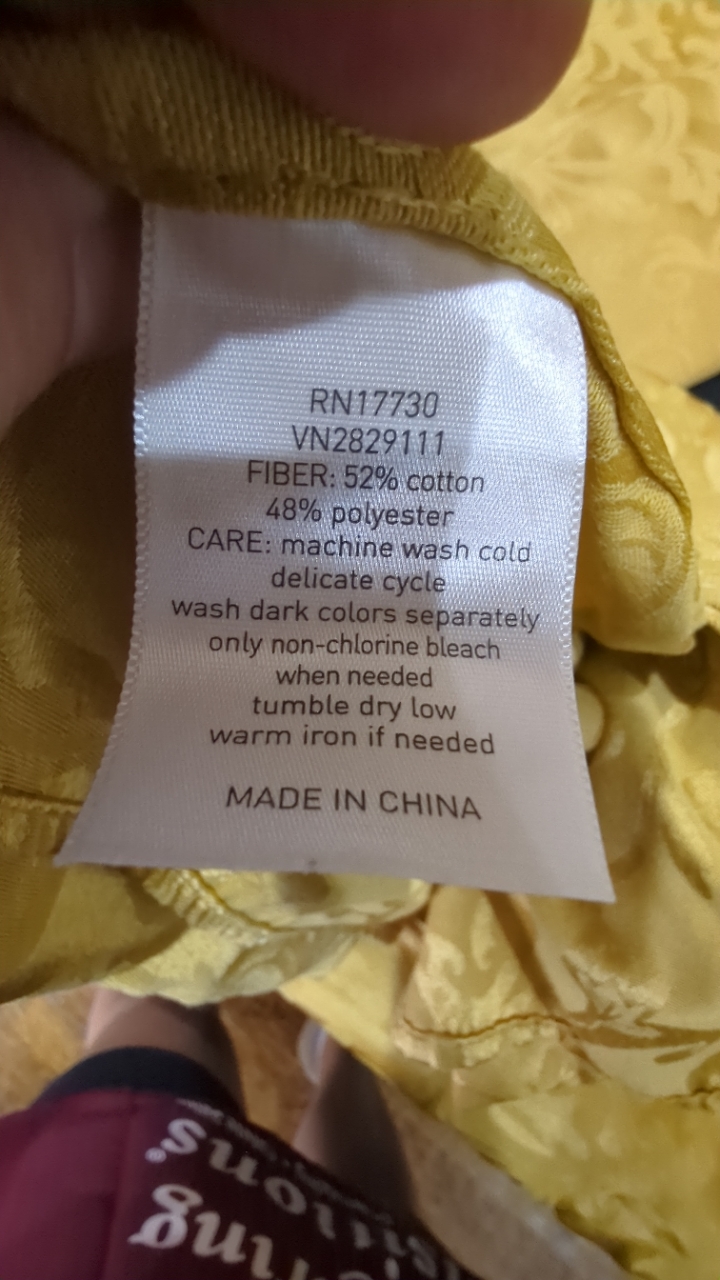 RN17730
VN2829111
FIBER: 52% cotton
48% polyester
CARE: machine wash cold
delicate cycle
wash dark colors separately
only non-chlorine bleach
when needed
tumble dry low
warm iron if needed
MADE IN CHINA